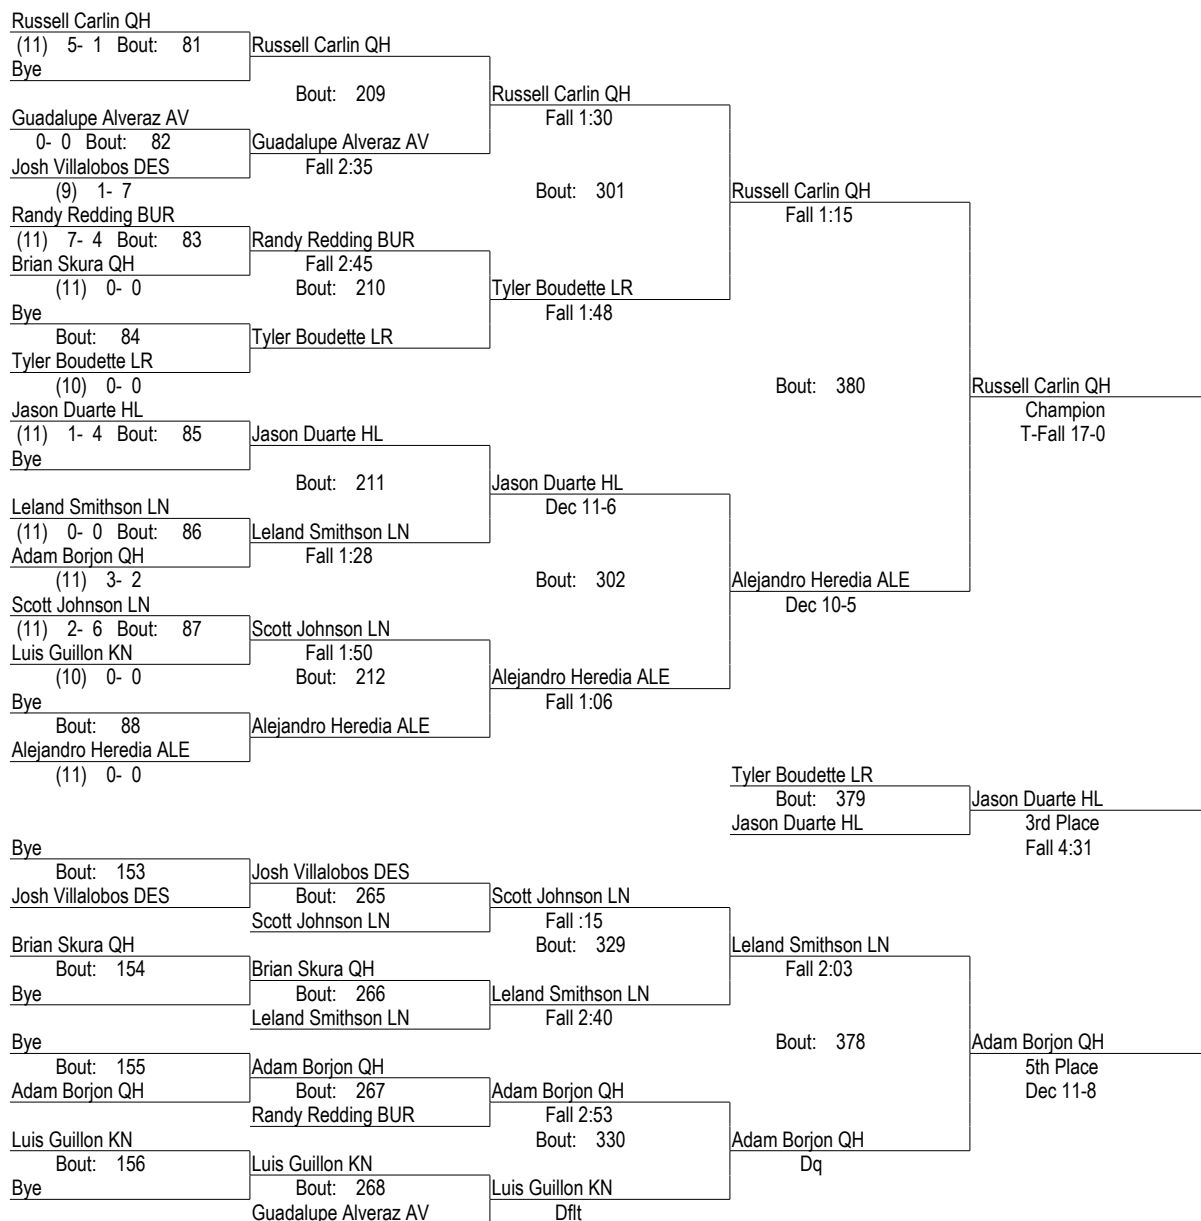 Russell Carlin QH
(11) 5- 1 Bout: 81 Russell Carlin QH
Bye
Bout: 209 Russell Carlin QH
Guadalupe Alveraz AV Fall 1:30
0- 0 Bout: 82 Guadalupe Alveraz AV
Josh Villalobos DES Fall 2:35
(9) 1- 7 Bout: 301 Russell Carlin QH
Randy Redding BUR Fall 1:15
(11) 7- 4 Bout: 83 Randy Redding BUR
Brian Skura QH Fall 2:45
(11) 0- 0 Bout: 210 Tyler Boudette LR
Bye Fall 1:48
Bout: 84 Tyler Boudette LR
Tyler Boudette LR
(10) 0- 0 Bout: 380 Russell Carlin QH
Jason Duarte HL Champion
(11) 1- 4 Bout: 85 Jason Duarte HL T-Fall 17-0
Bye
Bout: 211 Jason Duarte HL
Leland Smithson LN Dec 11-6
(11) 0- 0 Bout: 86 Leland Smithson LN
Adam Borjon QH Fall 1:28
(11) 3- 2 Bout: 302 Alejandro Heredia ALE
Scott Johnson LN Dec 10-5
(11) 2- 6 Bout: 87 Scott Johnson LN
Luis Guillon KN Fall 1:50
(10) 0- 0 Bout: 212 Alejandro Heredia ALE
Bye Fall 1:06
Bout: 88 Alejandro Heredia ALE
Alejandro Heredia ALE
(11) 0- 0 Tyler Boudette LR
Bout: 379 Jason Duarte HL
Jason Duarte HL 3rd Place
Bye Fall 4:31
Bout: 153 Josh Villalobos DES
Josh Villalobos DES Bout: 265 Scott Johnson LN
Scott Johnson LN Fall :15
Brian Skura QH Bout: 329 Leland Smithson LN
Bout: 154 Brian Skura QH Fall 2:03
Bye Bout: 266 Leland Smithson LN
Leland Smithson LN Fall 2:40
Bye Bout: 378 Adam Borjon QH
Bout: 155 Adam Borjon QH 5th Place
Adam Borjon QH Bout: 267 Adam Borjon QH Dec 11-8
Randy Redding BUR Fall 2:53
Luis Guillon KN Bout: 330 Adam Borjon QH
Bout: 156 Luis Guillon KN Dq
Bye Bout: 268 Luis Guillon KN
Guadalupe Alveraz AV Dflt